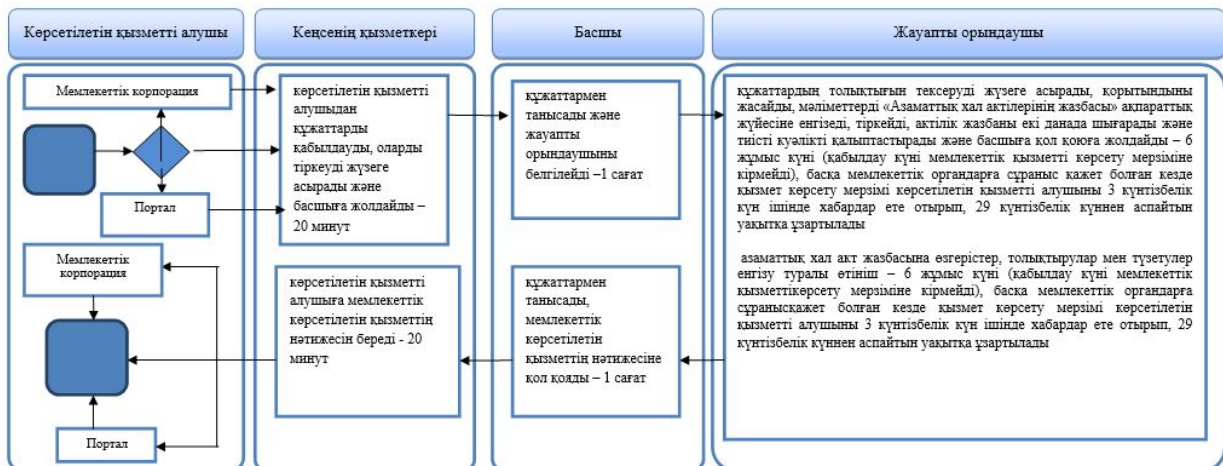 Көрсетілетін қызметті алушы
Кеңсенің қызметкері
Басшы
Жауапты орындаушы
Мемлекеттік корпорация
Портал
көрсетілетін қызметті
алушыдан
құжаттарды
қабылдауды, оларды
тіркеуді жүзеге
асырады және
басшыға жолдайды –
20 минут
құжаттармен
танысады және
жауапты
орындаушыны
белгілейді –1 сағат
құжаттардың толықтығын тексеруді жүзеге асырады, қорытындыны
жасайды, мәліметтерді «Азаматтық хал актілерінің жазбасы» ақпараттық
жүйесіне енгізеді, тіркейді, актілік жазбаны екі данада шығарады және
тиісті куәлікті қалыптастырады және басшыға қол қоюға жолдайды – 6
жұмыс күні (қабылдау күні мемлекеттік қызметті көрсету мерзіміне
кірмейді), басқа мемлекеттік органдарға сұраныс қажет болған кезде
қызмет көрсету мерзімі көрсетілетін қызметті алушыны 3 күнтізбелік
күн ішінде хабардар ете отырып, 29 күнтізбелік күннен аспайтын
уақытқа ұзартылады
азаматтық хал акт жазбасына өзгерістер, толықтырулар мен түзетулер
енгізу туралы өтініш – 6 жұмыс күні (қабылдау күні мемлекеттік
қызметтікөрсету мерзіміне кірмейді), басқа мемлекеттік органдарға
сұранысқажет болған кезде қызмет көрсету мерзімі көрсетілетін
қызметті алушыны 3 күнтізбелік күн ішінде хабардар ете отырып, 29
күнтізбелік күннен аспайтын уақытқа ұзартылады
Мемлекеттік
корпорация
Портал
көрсетілетін қызметті
алушыға мемлекеттік
көрсетілетін қызметтің
нәтижесін береді - 20
минут
құжаттармен
танысады,
мемлекеттік
көрсетілетін
қызметтің нәтижесіне
қол қояды – 1 сағат